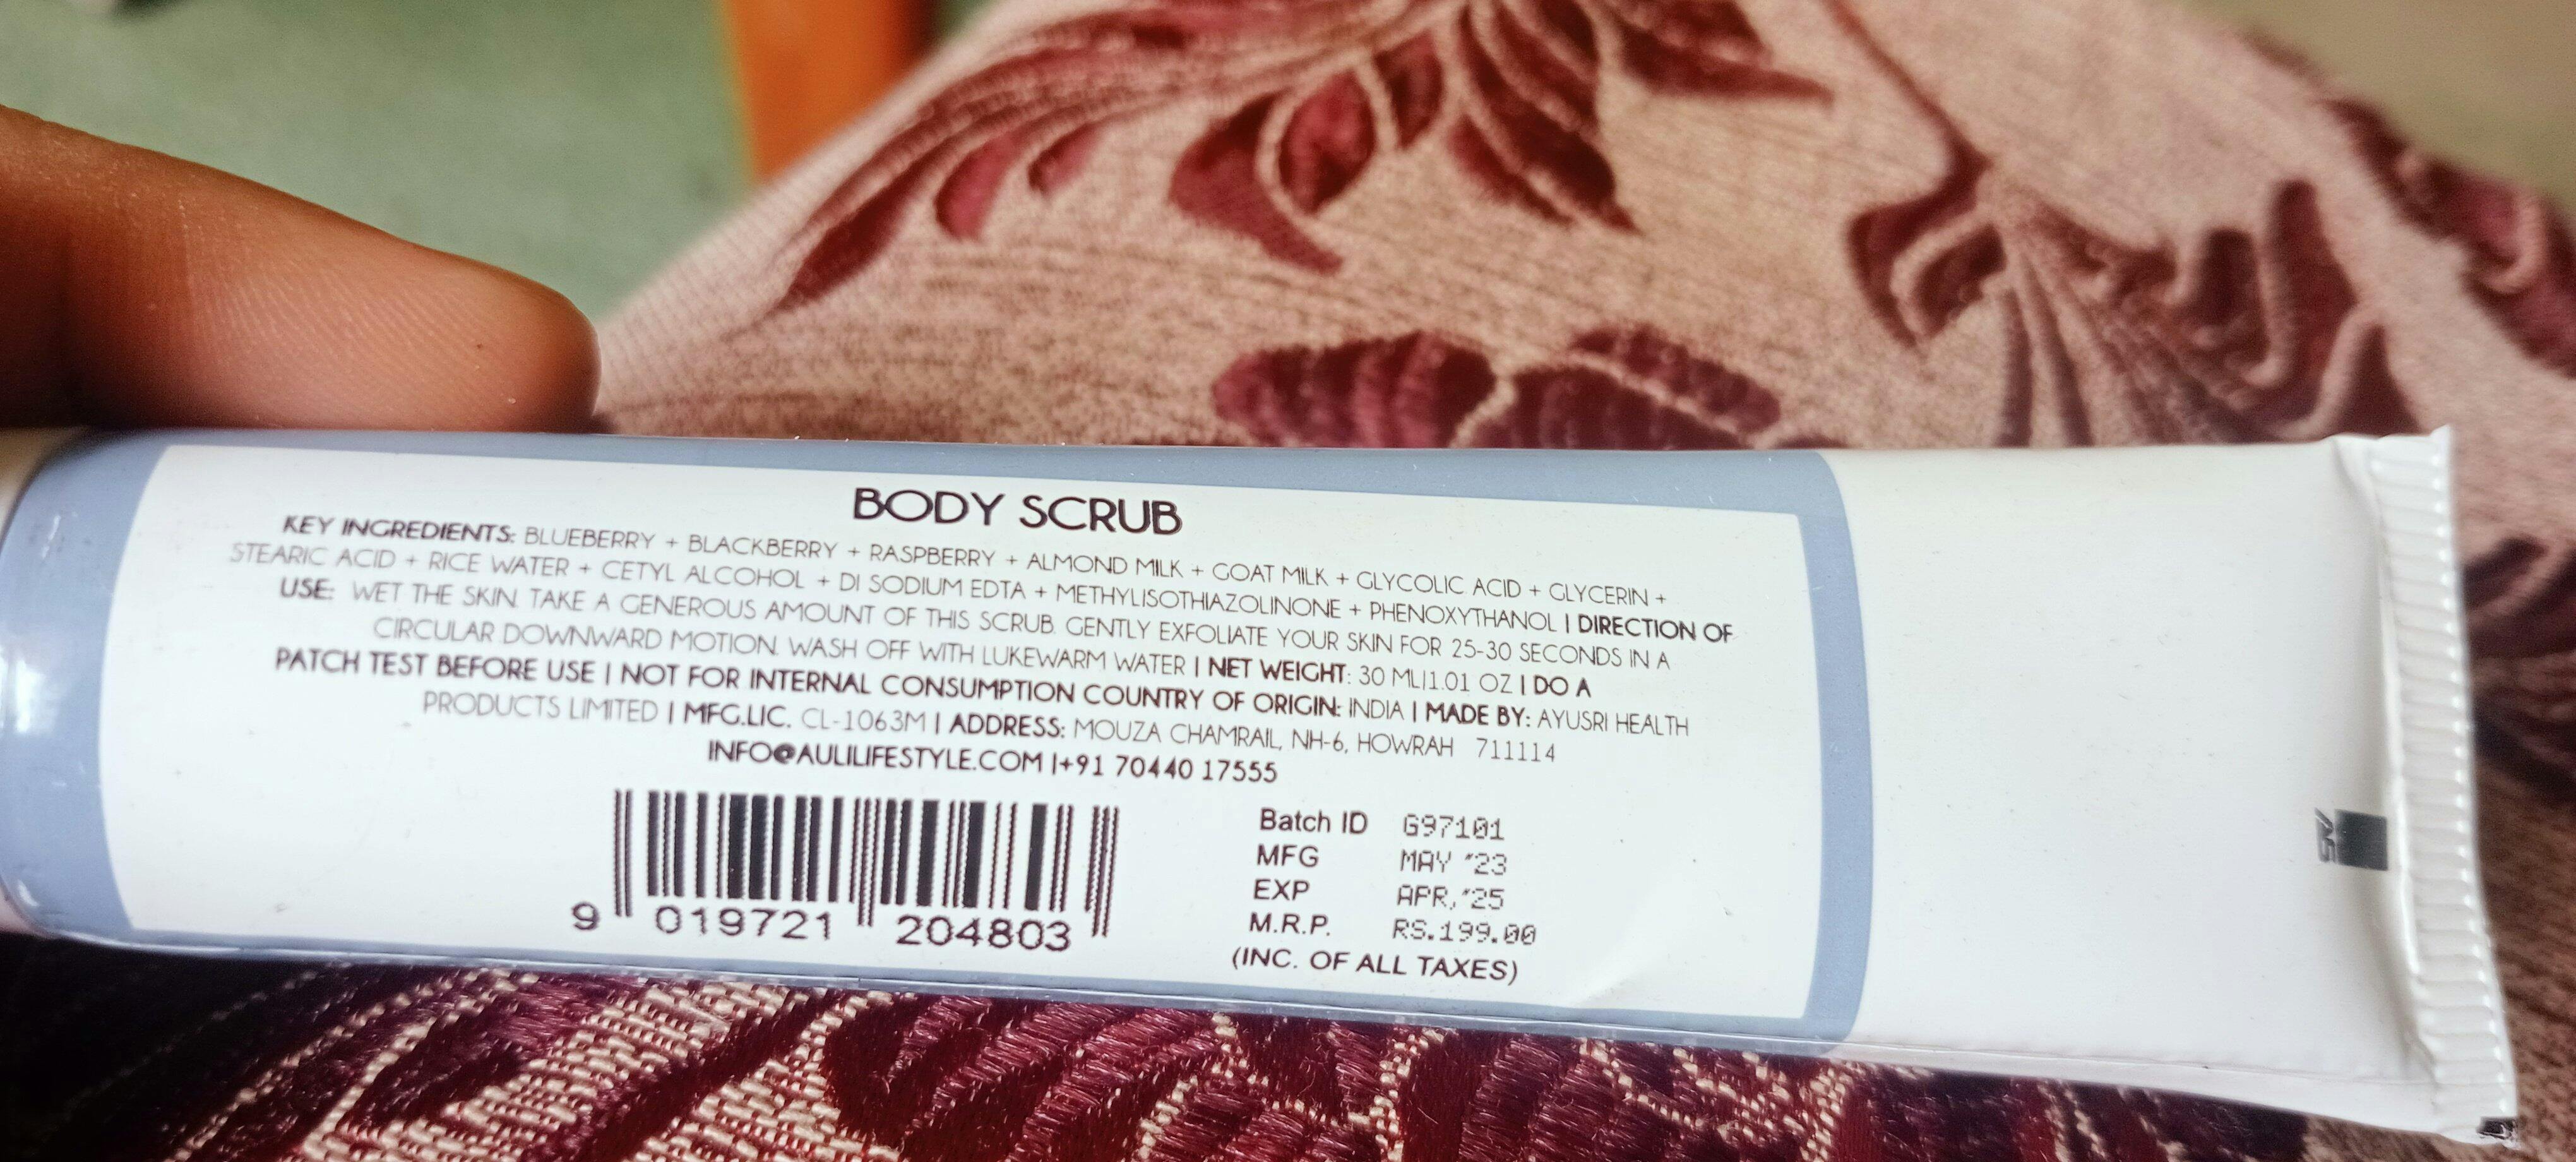 BODY SCRUB
KEY INGREDIENTS: BLUEBERRY + BLACKBERRY + RASPBERRY + ALMOND MILK + GOAT MILK + GLYCOLIC ACID + GLYCERIN +
STEARIC ACID + RICE WATER + CETYL ALCOHOL + DI SODIUM EDTA + METHYLISOTHIAZOLINONE + PHENOXYTHANOL | DIRECTION OF
USE: WET THE SKIN. TAKE A GENEROUS AMOUNT OF THIS SCRUB. GENTLY EXFOLIATE YOUR SKIN FOR 25-30 SECONDS IN A
CIRCULAR DOWNWARD MOTION. WASH OFF WITH LUKEWARM WATER | NET WEIGHT: 30 ML|1.01 OZ | DO A
PATCH TEST BEFORE USE | NOT FOR INTERNAL CONSUMPTION COUNTRY OF ORIGIN: INDIA | MADE BY: AYUSRI HEALTH
PRODUCTS LIMITED | MFG.LIC. CL-1063M | ADDRESS: MOUZA CHAMRAIL, NH-6, HOWRAH 711114
INFO@AULILIFESTYLE.COM |+91 70440 17555
9 019721 204803
Batch ID G97101
MFG MAY '23
EXP APR,'25
M.R.P. RS.199.00
(INC. OF ALL TAXES)